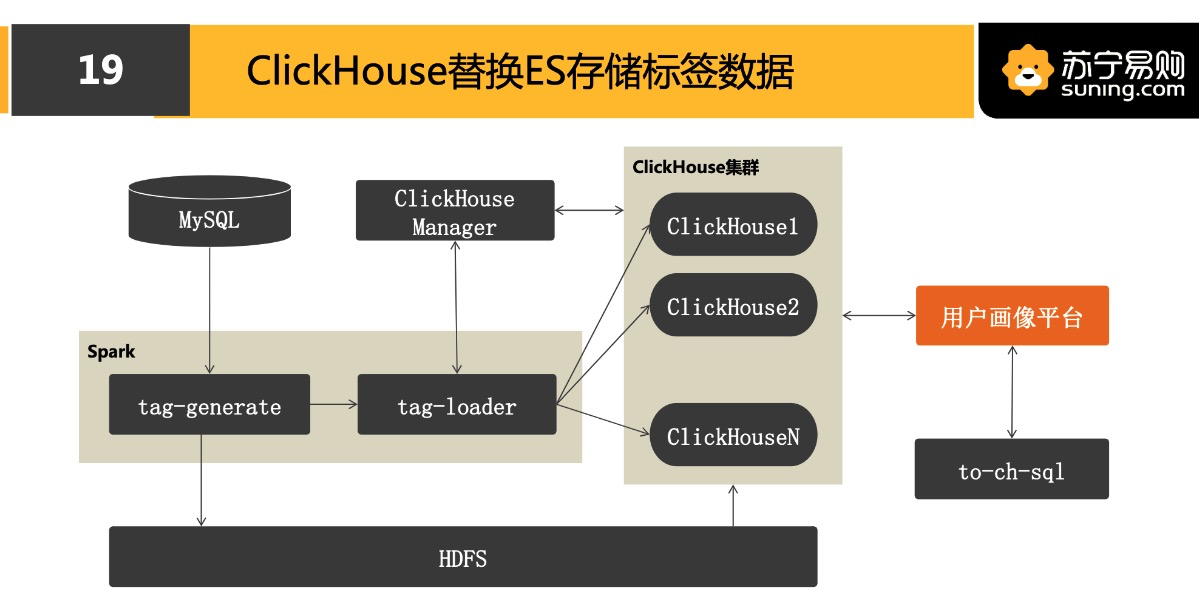 19
ClickHouse替换ES存储标签数据
苏宁易购
suning.com
ClickHouse集群
MySQL
ClickHouse
Manager
ClickHouse1
ClickHouse2
用户画像平台
Spark
tag-generate
tag-loader
ClickHouseN
to-ch-sql
HDFS